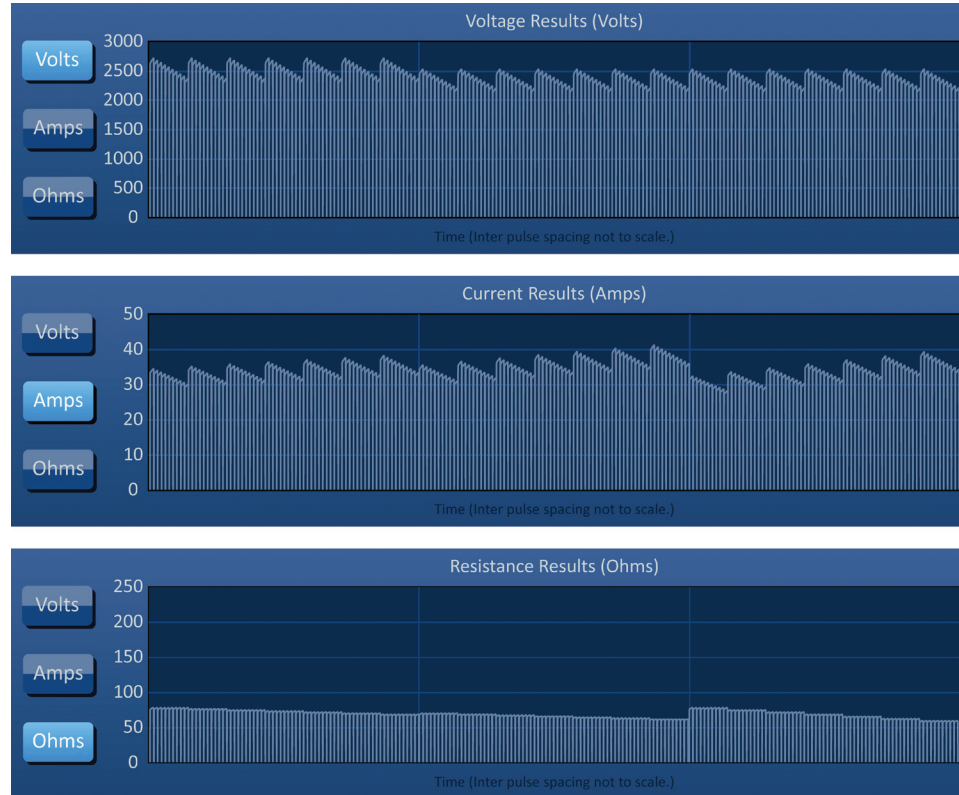 Voltage Results (Volts)
Volts
Amps
Ohms
3000
2500
2000
1500
1000
500
0
Time (Inter pulse spacing not to scale.)
Current Results (Amps)
Volts
Amps
Ohms
50
40
30
20
10
0
Time (Inter pulse spacing not to scale.)
Resistance Results (Ohms)
Volts
Amps
Ohms
250
200
150
100
50
0
Time (Inter pulse spacing not to scale.)